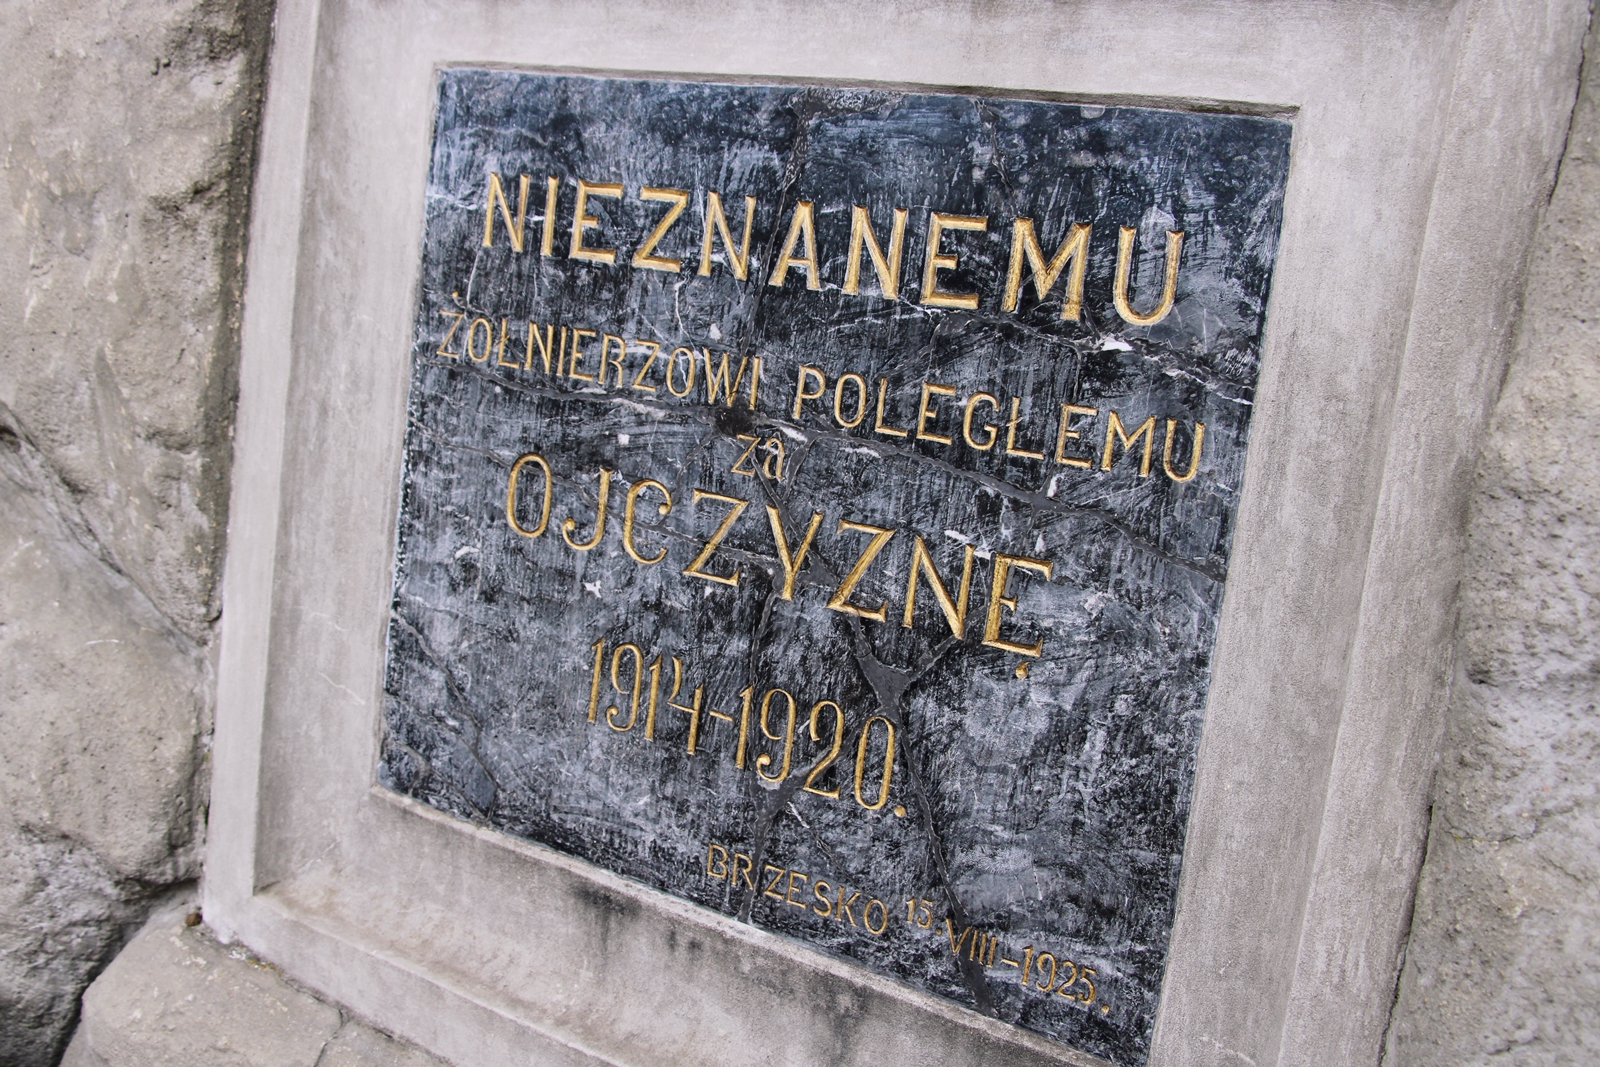 NIEZNANEMU
ŻOŁNIERZOWI POLEGŁEMU
za
OJCZYZNĘ
1914-1920.
BRZESKO 15.VIII-1925.